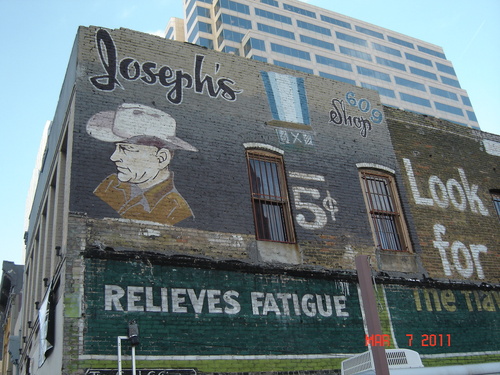 Joseph's
609
Shop
5¢
Look
for
RELIEVES FATIGUE
The
MAR 7 2011